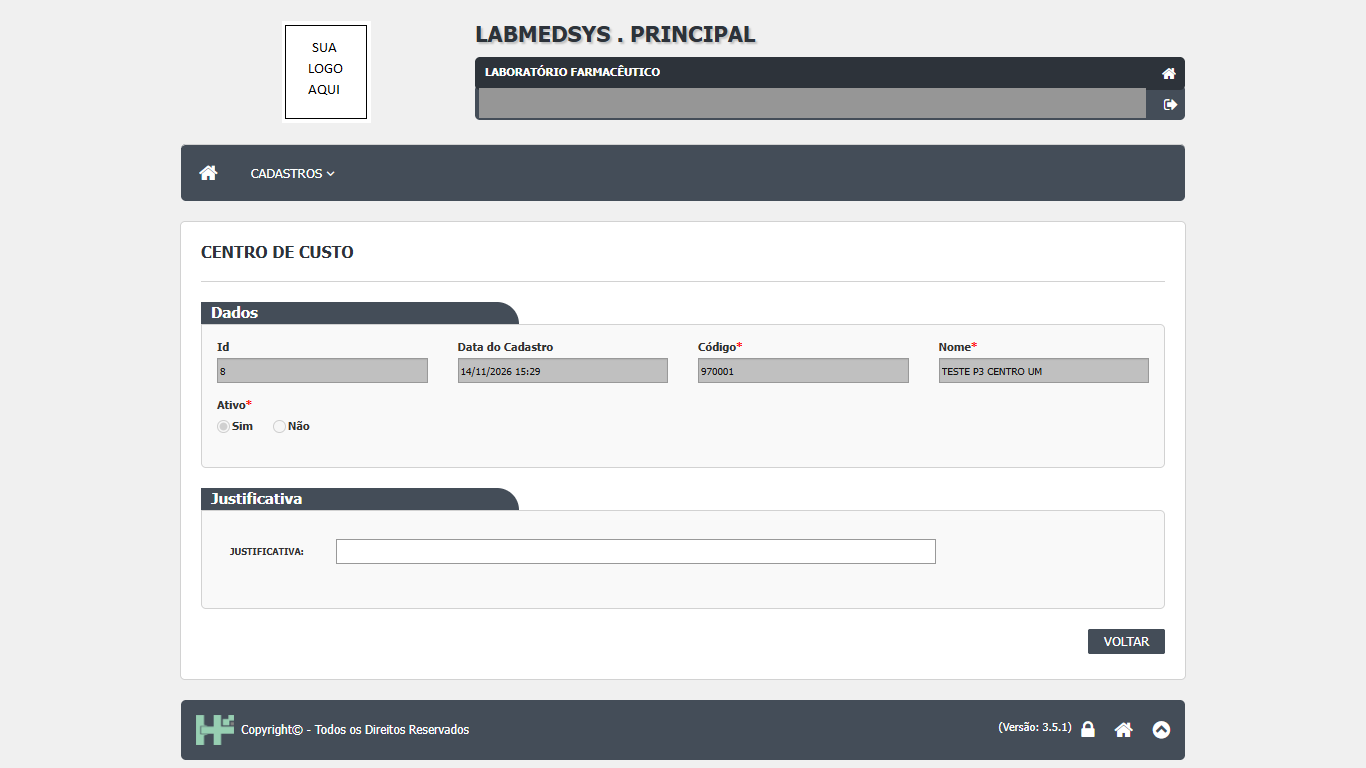 SUA
LOGO
AQUI
LABMEDSYS . PRINCIPAL
LABORATÓRIO FARMACÊUTICO
CADASTROS
CENTRO DE CUSTO
Dados
Id Data do Cadastro Código* Nome*
8 14/11/2026 15:29 970001 TESTE P3 CENTRO UM
Ativo*
Sim Não
Justificativa
JUSTIFICATIVA:
VOLTAR
Copyright© - Todos os Direitos Reservados (Versão: 3.5.1)